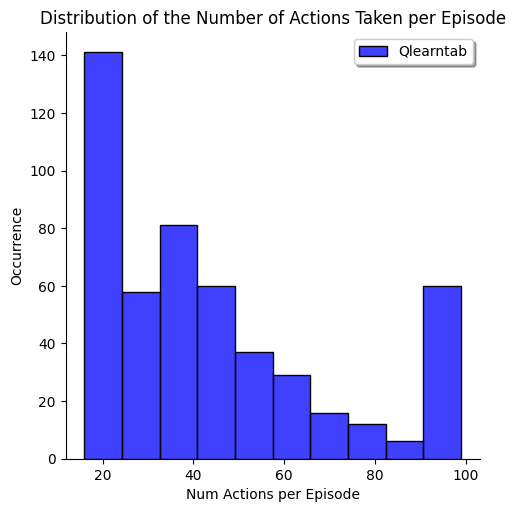 Distribution of the Number of Actions Taken per Episode
Qlearntab
140
120
100
80
60
40
20
0
Occurrence
20 40 60 80 100
Num Actions per Episode